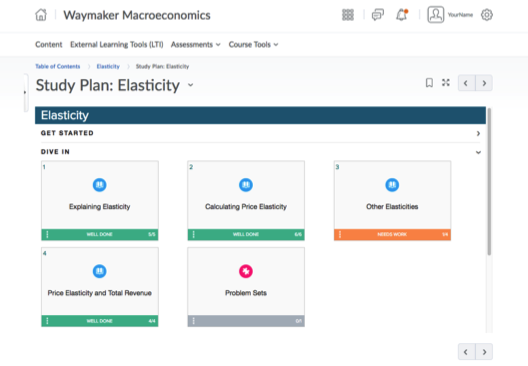 Waymaker Macroeconomics
YourName
Content External Learning Tools (LTI) Assessments Course Tools
Table of Contents Elasticity Study Plan: Elasticity
Study Plan: Elasticity
Elasticity
GET STARTED
DIVE IN
1 2 3
Explaining Elasticity Calculating Price Elasticity Other Elasticities
WELL DONE 5/5 WELL DONE 6/6 NEEDS WORK 1/4
4
Price Elasticity and Total Revenue Problem Sets
WELL DONE 4/4